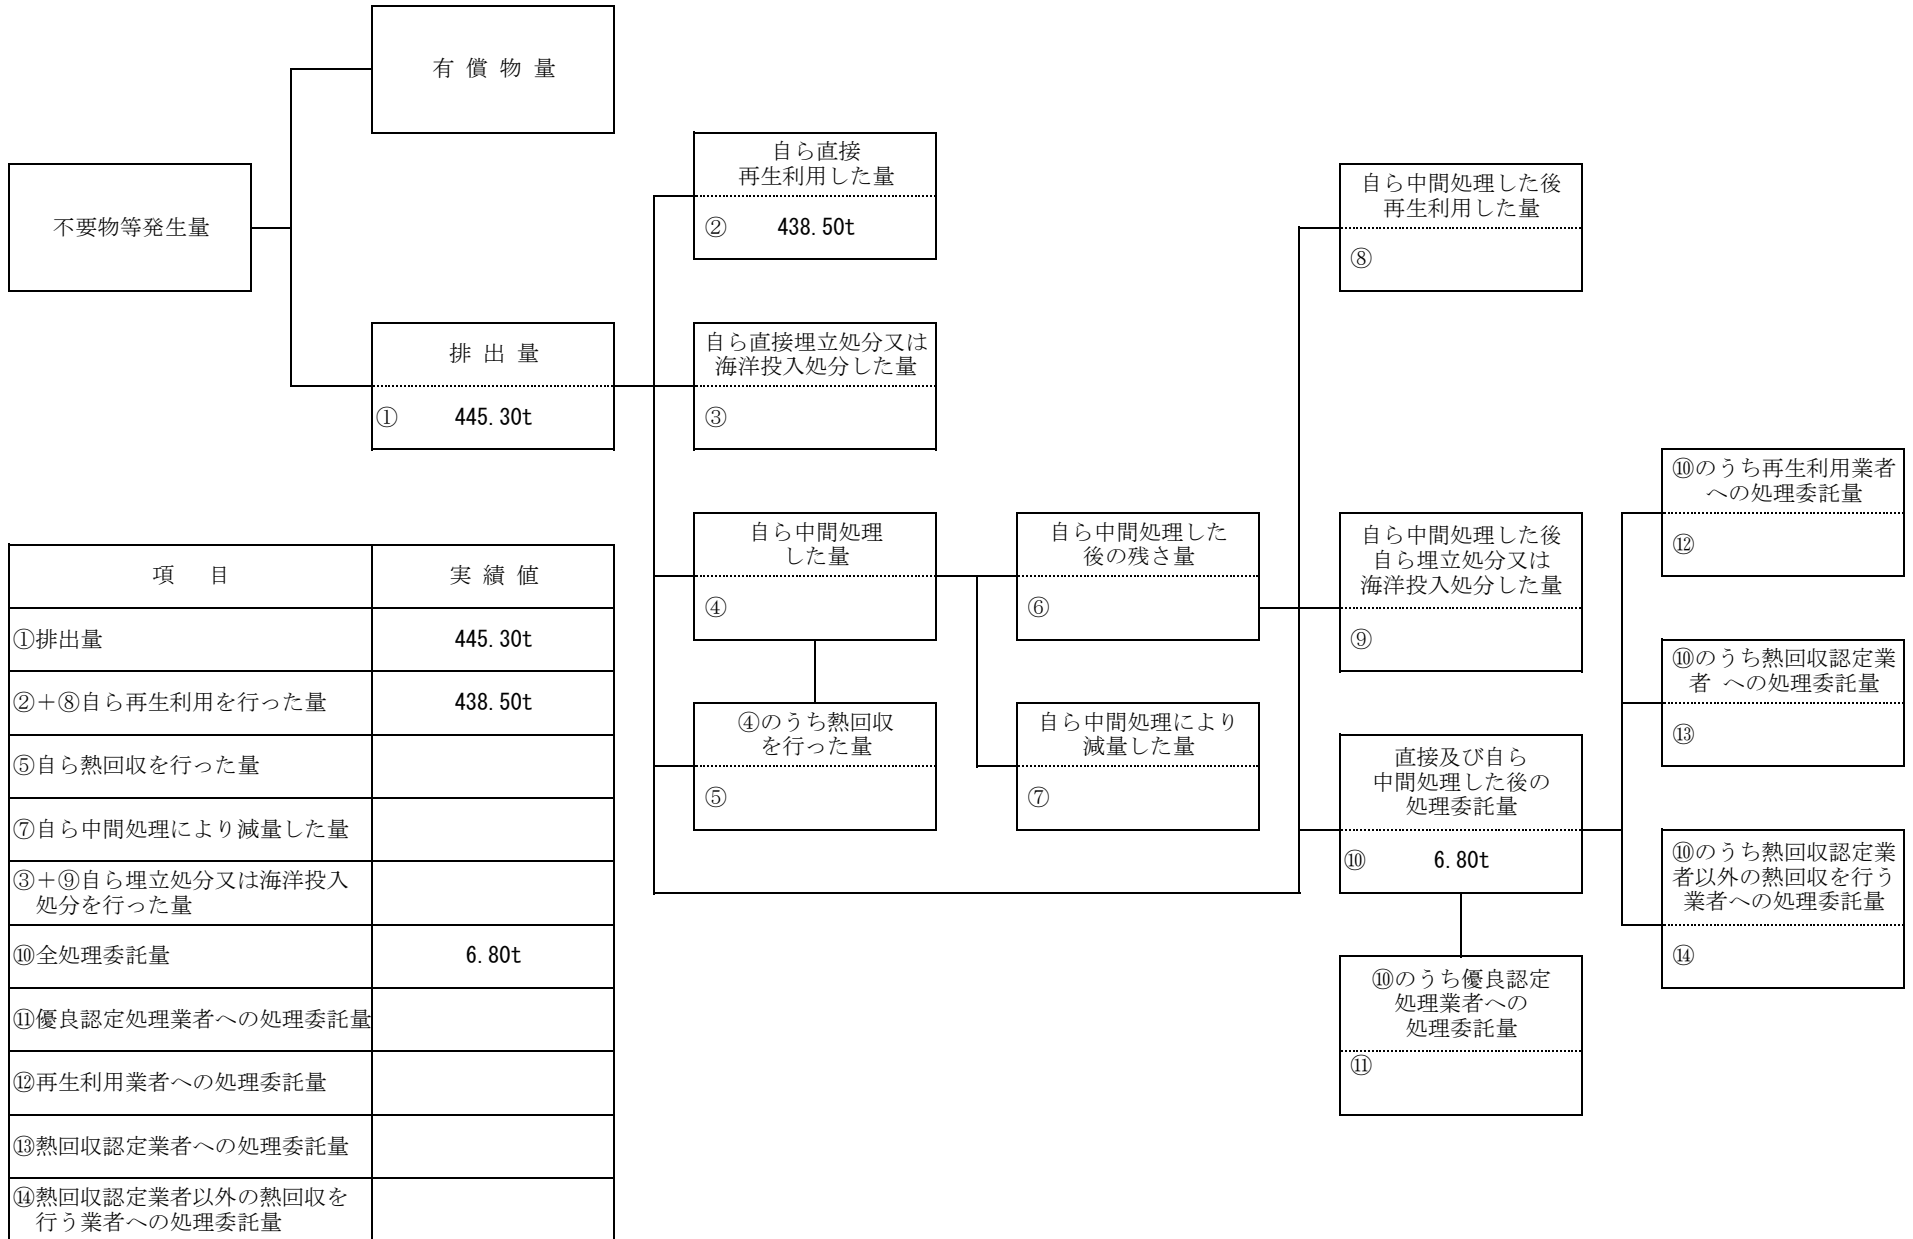 有 償 物 量
不要物等発生量
排 出 量
① 445.30t
自ら直接
再生利用した量
② 438.50t
自ら直接埋立処分又は
海洋投入処分した量
③
自ら中間処理
した量
④
④のうち熱回収
を行った量
⑤
自ら中間処理した
後の残さ量
⑥
自ら中間処理により
減量した量
⑦
自ら中間処理した後
再生利用した量
⑧
自ら中間処理した後
自ら埋立処分又は
海洋投入処分した量
⑨
直接及び自ら
中間処理した後の
処理委託量
⑩ 6.80t
⑩のうち優良認定
処理業者への
処理委託量
⑪
⑩のうち再生利用業者
への処理委託量
⑫
⑩のうち熱回収認定業
者 への処理委託量
⑬
⑩のうち熱回収認定業
者以外の熱回収を行う
業者への処理委託量
⑭
項 目 実 績 値
①排出量 445.30t
②＋⑧自ら再生利用を行った量 438.50t
⑤自ら熱回収を行った量
⑦自ら中間処理により減量した量
③＋⑨自ら埋立処分又は海洋投入
処分を行った量
⑩全処理委託量 6.80t
⑪優良認定処理業者への処理委託量
⑫再生利用業者への処理委託量
⑬熱回収認定業者への処理委託量
⑭熱回収認定業者以外の熱回収を
行う業者への処理委託量